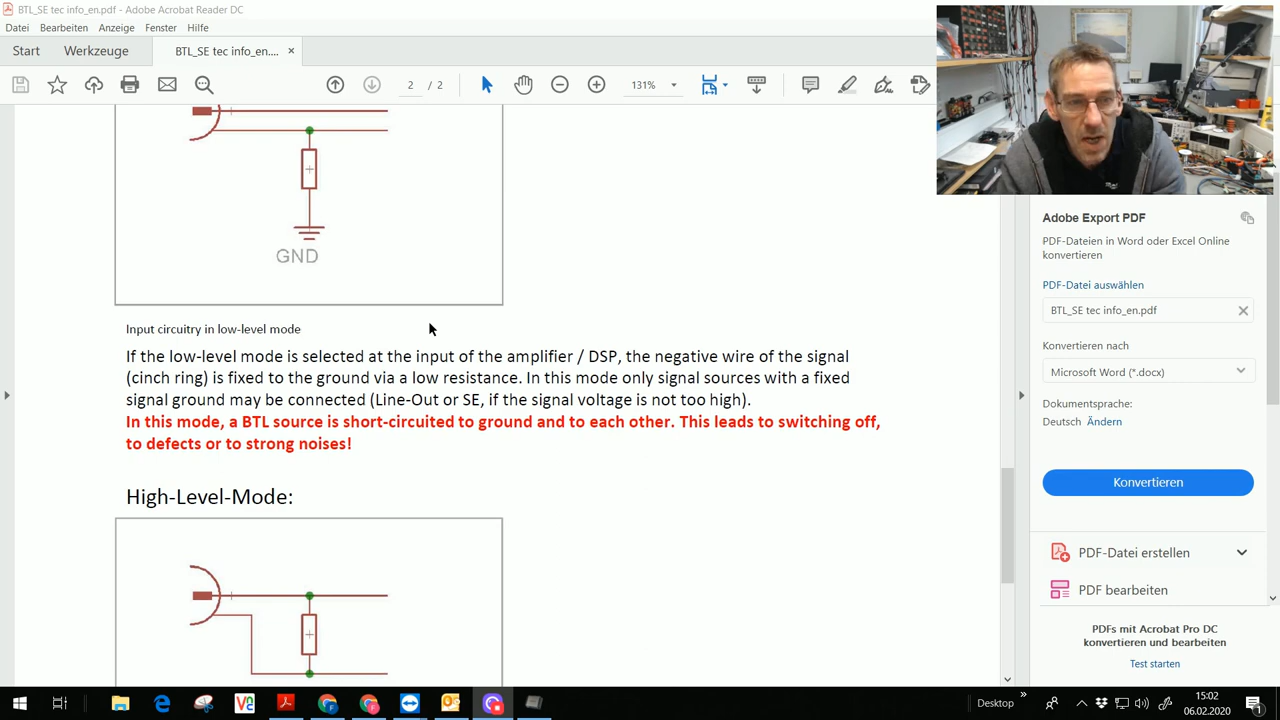 BTL_SE tec info_en.pdf - Adobe Acrobat Reader DC
Datei Bearbeiten Anzeige Fenster Hilfe
Start Werkzeuge BTL_SE tec info_en.... ×
2 / 2 131%
GND
Input circuitry in low-level mode
If the low-level mode is selected at the input of the amplifier / DSP, the negative wire of the signal
(cinch ring) is fixed to the ground via a low resistance. In this mode only signal sources with a fixed
signal ground may be connected (Line-Out or SE, if the signal voltage is not too high).
In this mode, a BTL source is short-circuited to ground and to each other. This leads to switching off,
to defects or to strong noises!
High-Level-Mode:
Adobe Export PDF
PDF-Dateien in Word oder Excel Online
konvertieren
PDF-Datei auswählen
BTL_SE tec info_en.pdf
Konvertieren nach
Microsoft Word (*.docx)
Dokumentsprache:
Deutsch Ändern
Konvertieren
PDF-Datei erstellen
PDF bearbeiten
PDFs mit Acrobat Pro DC
konvertieren und bearbeiten
Test starten
Desktop
15:02
06.02.2020
1